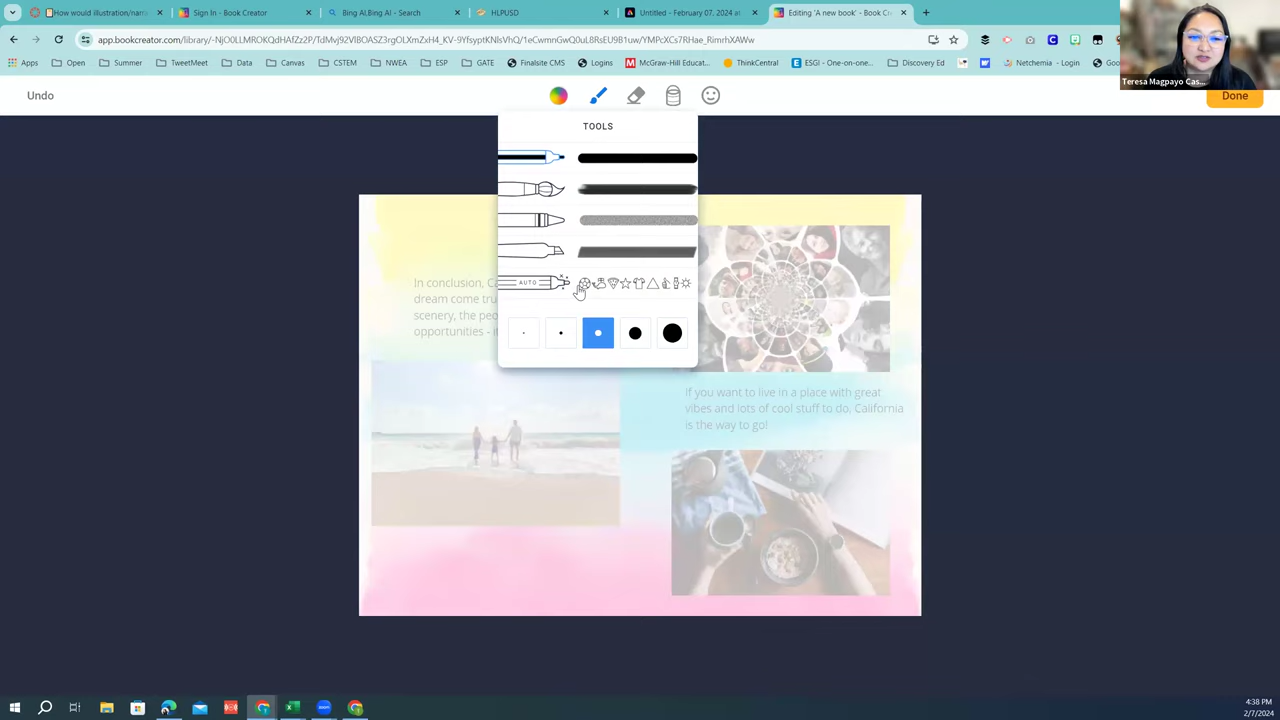 How would illustration/narr
Sign In - Book Creator
Bing AI.Bing AI - Search
HLPUSD
Untitled - February 07, 2024 at
Editing 'A new book' - Book Cr
app.bookcreator.com/library/-NjO0LLMROKQdHAfZz2P/TdMvj92VlBOASZ3rgOLXmZxH4_KV-9YfsyptKNlsVhQ/1eCwmnGwQ0uL8RsEU9B1uw/YMPcXCs7RHae_RimrhXAWw
Apps
Open
Summer
TweetMeet
Data
Canvas
CSTEM
NWEA
ESP
GATE
Finalsite CMS
Logins
McGraw-Hill Educat...
ThinkCentral
ESGI - One-on-one...
Discovery Ed
Netchemia - Login
Goo
Teresa Magpayo Cas...
Undo
Done
TOOLS
AUTO
In conclusion, C
dream come tru
scenery, the peo
opportunities - i
If you want to live in a place with great
vibes and lots of cool stuff to do, California
is the way to go!
4:38 PM
2/7/2024